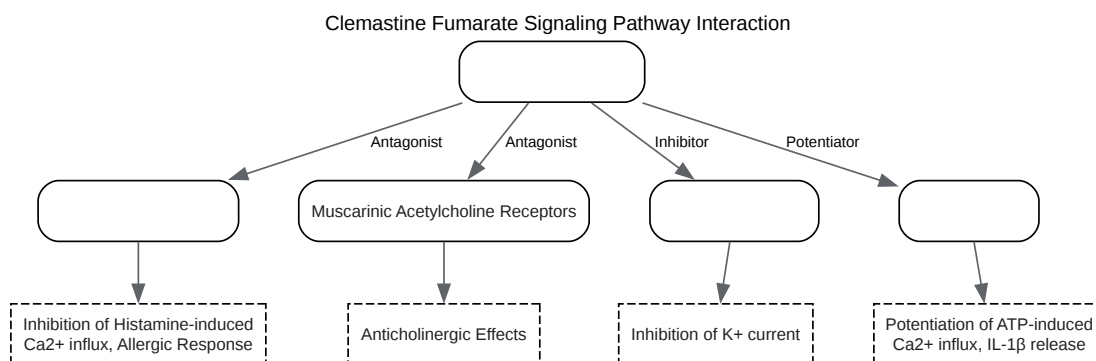 Clemastine Fumarate Signaling Pathway Interaction
Antagonist
Antagonist
Inhibitor
Potentiator
Muscarinic Acetylcholine Receptors
Inhibition of Histamine-induced
Ca2+ influx, Allergic Response
Anticholinergic Effects
Inhibition of K+ current
Potentiation of ATP-induced
Ca2+ influx, IL-1β release